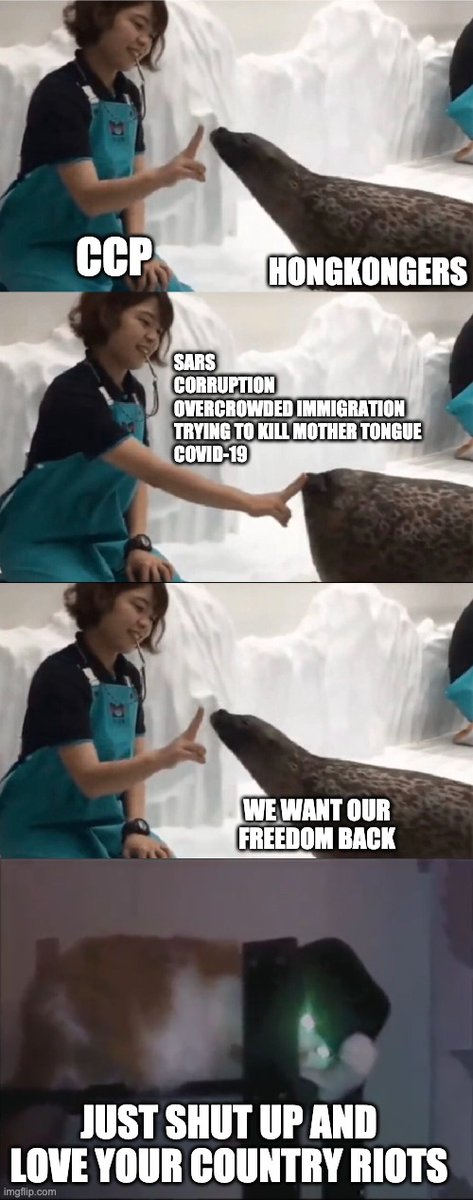 CCP
HONGKONGERS
SARS
CORRUPTION
OVERCROWDED IMMIGRATION
TRYING TO KILL MOTHER TONGUE
COVID-19
WE WANT OUR
FREEDOM BACK
JUST SHUT UP AND
LOVE YOUR COUNTRY RIOTS
imgflip.com